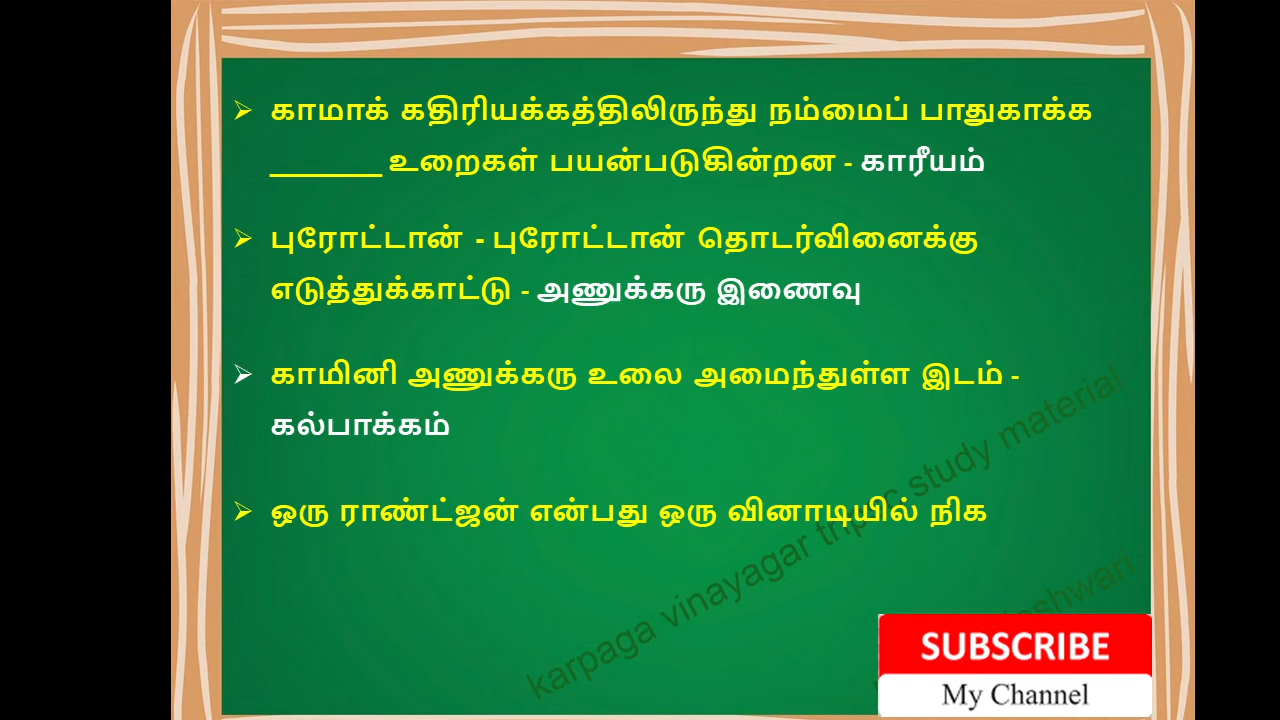 காமாக் கதிரியக்கத்திலிருந்து நம்மைப் பாதுகாக்க
________ உறைகள் பயன்படுகின்றன - காரீயம்
புரோட்டான் - புரோட்டான் தொடர்வினைக்கு
எடுத்துக்காட்டு - அணுக்கரு இணைவு
காமினி அணுக்கரு உலை அமைந்துள்ள இடம் -
கல்பாக்கம்
ஒரு ராண்ட்ஜன் என்பது ஒரு வினாடியில் நிக
karpaga vinayagar tnpsc study material
SUBSCRIBE
My Channel